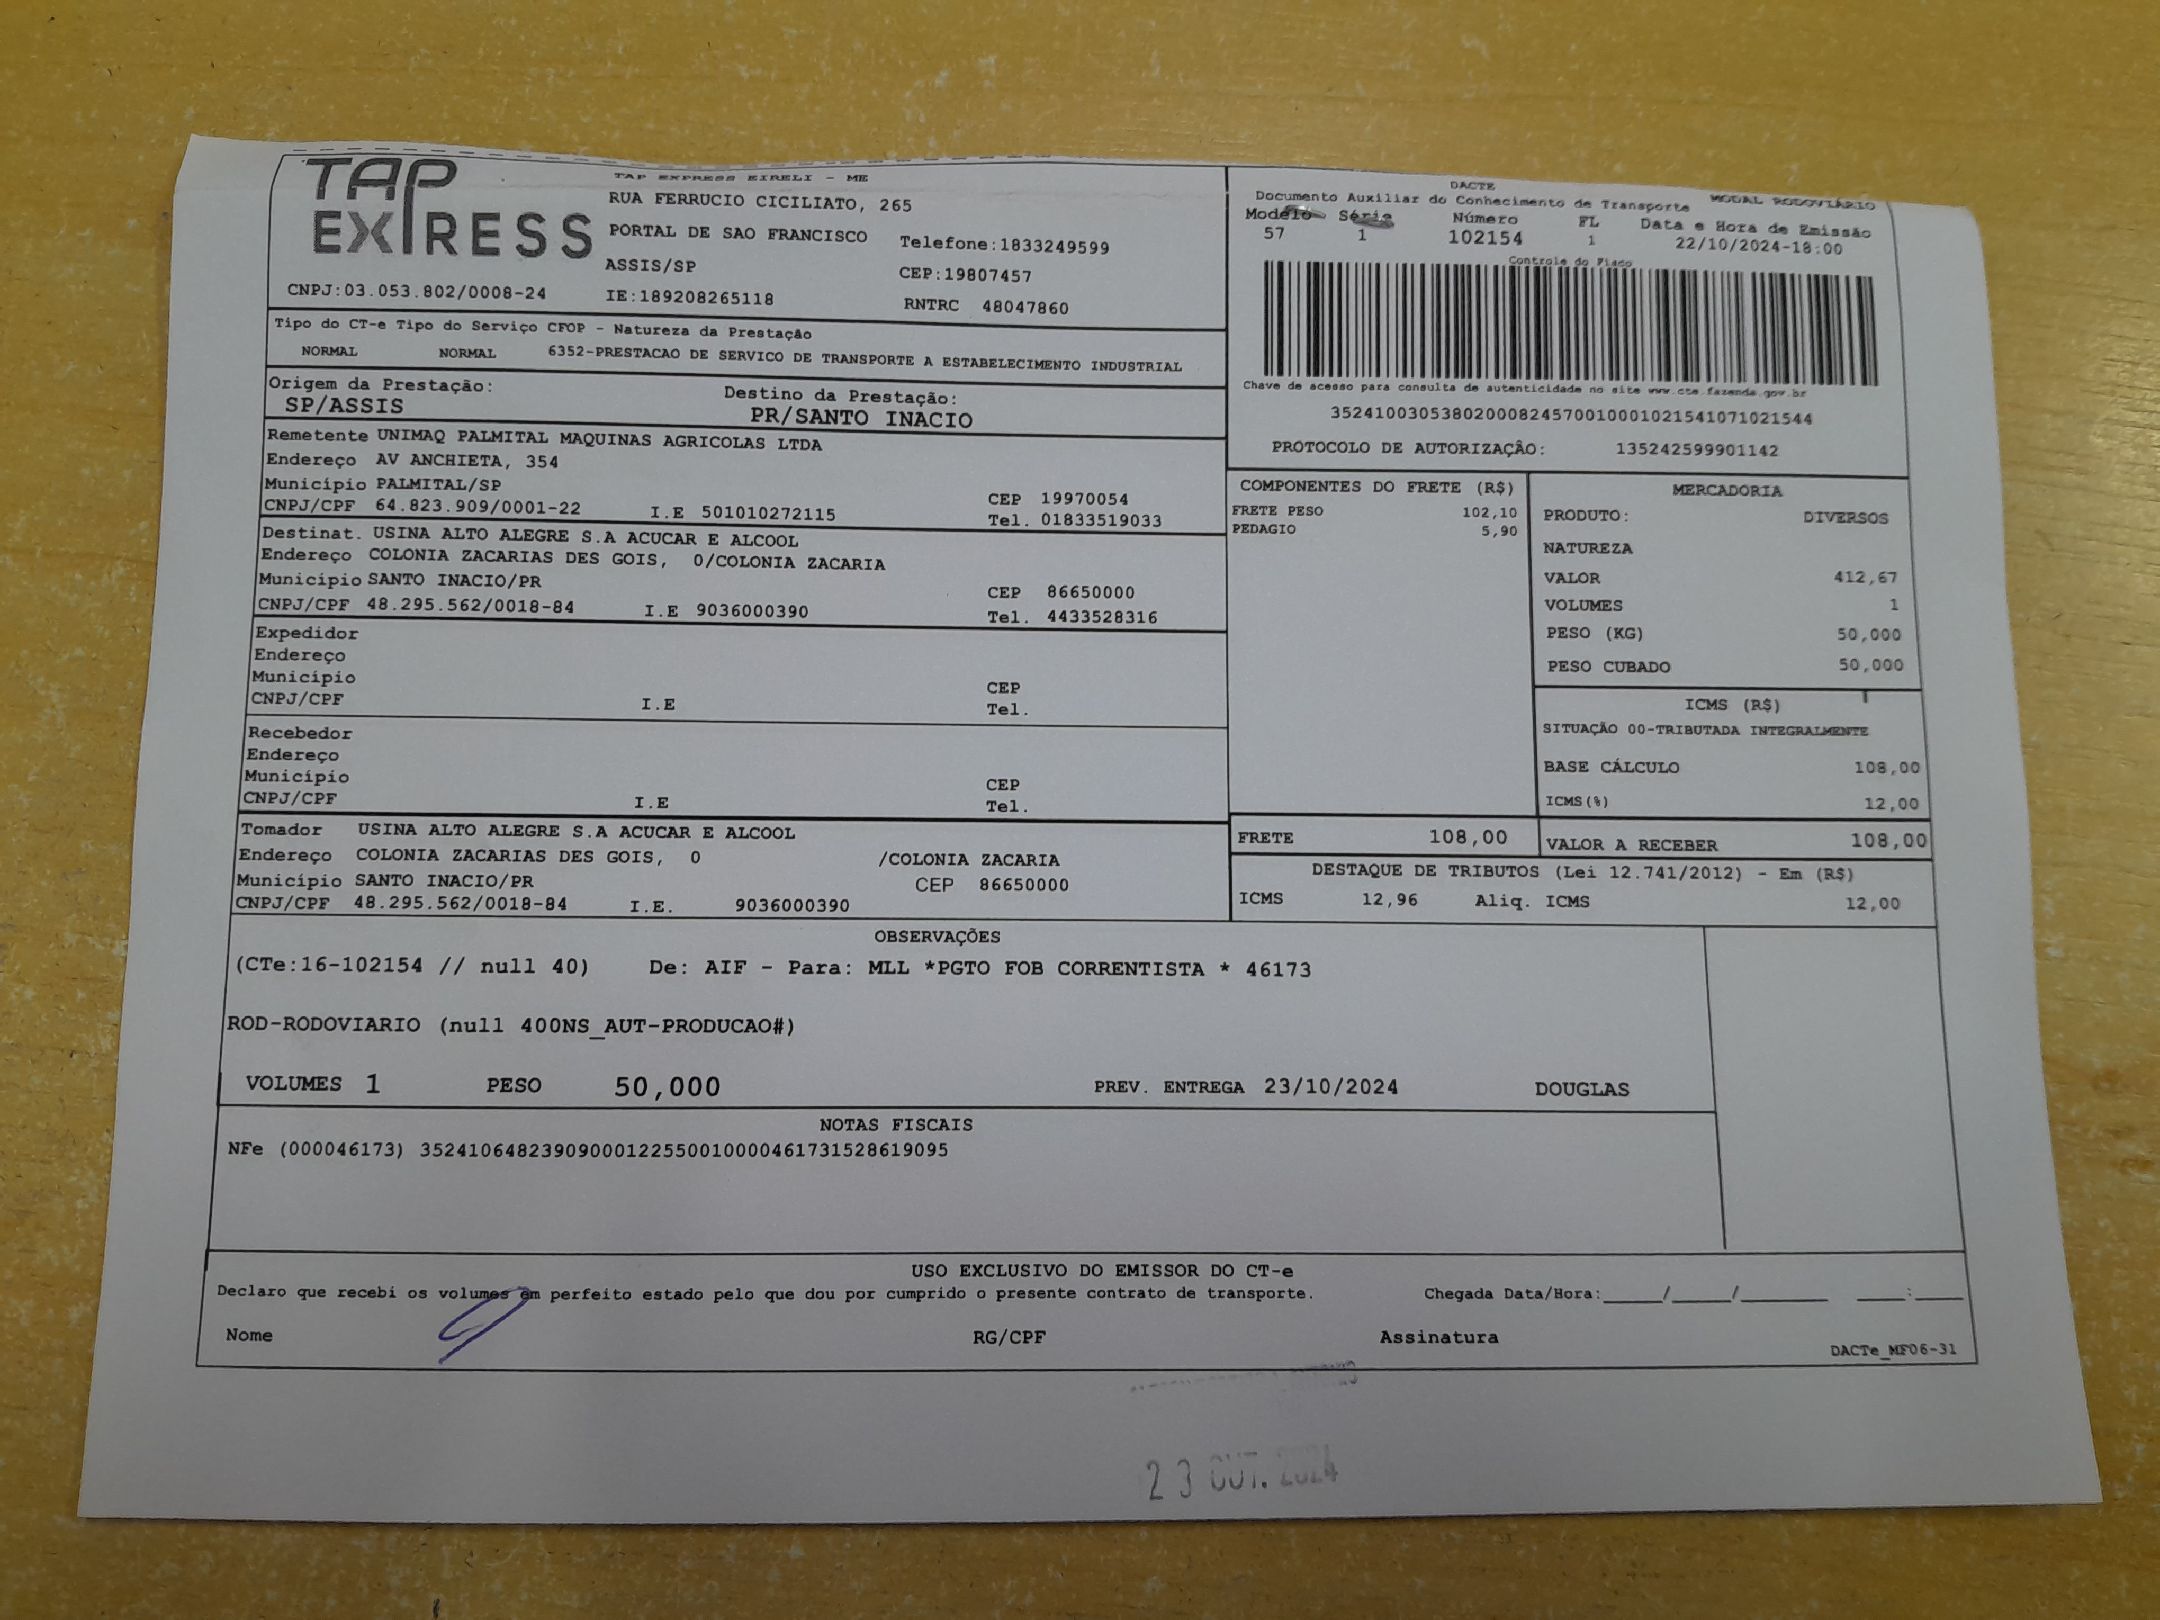 TAP EXPRESS
TAP EXPRESS EIRELI - ME
RUA FERRUCIO CICILIATO, 265
PORTAL DE SAO FRANCISCO Telefone:1833249599
ASSIS/SP CEP:19807457
CNPJ:03.053.802/0008-24 IE:189208265118 RNTRC 48047860
Tipo do CT-e Tipo do Serviço CFOP - Natureza da Prestação
NORMAL NORMAL 6352-PRESTACAO DE SERVICO DE TRANSPORTE A ESTABELECIMENTO INDUSTRIAL
Origem da Prestação: Destino da Prestação:
SP/ASSIS PR/SANTO INACIO
DACTE
Documento Auxiliar do Conhecimento de Transporte MODAL RODOVIÁRIO
Modelo Série Número FL Data e Hora de Emissão
57 1 102154 1 22/10/2024-18:00
Controle do Fisco
Chave de acesso para consulta de autenticidade no site www.cte.fazenda.gov.br
35241003053802000824570010001021541071021544
PROTOCOLO DE AUTORIZAÇÃO: 135242599901142
Remetente UNIMAQ PALMITAL MAQUINAS AGRICOLAS LTDA
Endereço AV ANCHIETA, 354
Município PALMITAL/SP CEP 19970054
CNPJ/CPF 64.823.909/0001-22 I.E 501010272115 Tel. 01833519033
Destinat. USINA ALTO ALEGRE S.A ACUCAR E ALCOOL
Endereço COLONIA ZACARIAS DES GOIS, 0/COLONIA ZACARIA
Município SANTO INACIO/PR CEP 86650000
CNPJ/CPF 48.295.562/0018-84 I.E 9036000390 Tel. 4433528316
Expedidor
Endereço
Município CEP
CNPJ/CPF I.E Tel.
Recebedor
Endereço
Município CEP
CNPJ/CPF I.E Tel.
Tomador USINA ALTO ALEGRE S.A ACUCAR E ALCOOL
Endereço COLONIA ZACARIAS DES GOIS, 0 /COLONIA ZACARIA
Município SANTO INACIO/PR CEP 86650000
CNPJ/CPF 48.295.562/0018-84 I.E. 9036000390
COMPONENTES DO FRETE (R$)
FRETE PESO 102,10
PEDAGIO 5,90
MERCADORIA
PRODUTO: DIVERSOS
NATUREZA
VALOR 412,67
VOLUMES 1
PESO (KG) 50,000
PESO CUBADO 50,000
ICMS (R$)
SITUAÇÃO 00-TRIBUTADA INTEGRALMENTE
BASE CÁLCULO 108,00
ICMS(%) 12,00
FRETE 108,00 VALOR A RECEBER 108,00
DESTAQUE DE TRIBUTOS (Lei 12.741/2012) - Em (R$)
ICMS 12,96 Aliq. ICMS 12,00
OBSERVAÇÕES
(CTe:16-102154 // null 40) De: AIF - Para: MLL *PGTO FOB CORRENTISTA * 46173
ROD-RODOVIARIO (null 400NS_AUT-PRODUCAO#)
VOLUMES 1 PESO 50,000 PREV. ENTREGA 23/10/2024 DOUGLAS
NOTAS FISCAIS
NFe (000046173) 35241064823909000122550010000461731528619095
USO EXCLUSIVO DO EMISSOR DO CT-e
Declaro que recebi os volumes em perfeito estado pelo que dou por cumprido o presente contrato de transporte. Chegada Data/Hora:____/____/______ ___:___
Nome RG/CPF Assinatura
DACTe_MF06-31
23 OUT. 2024